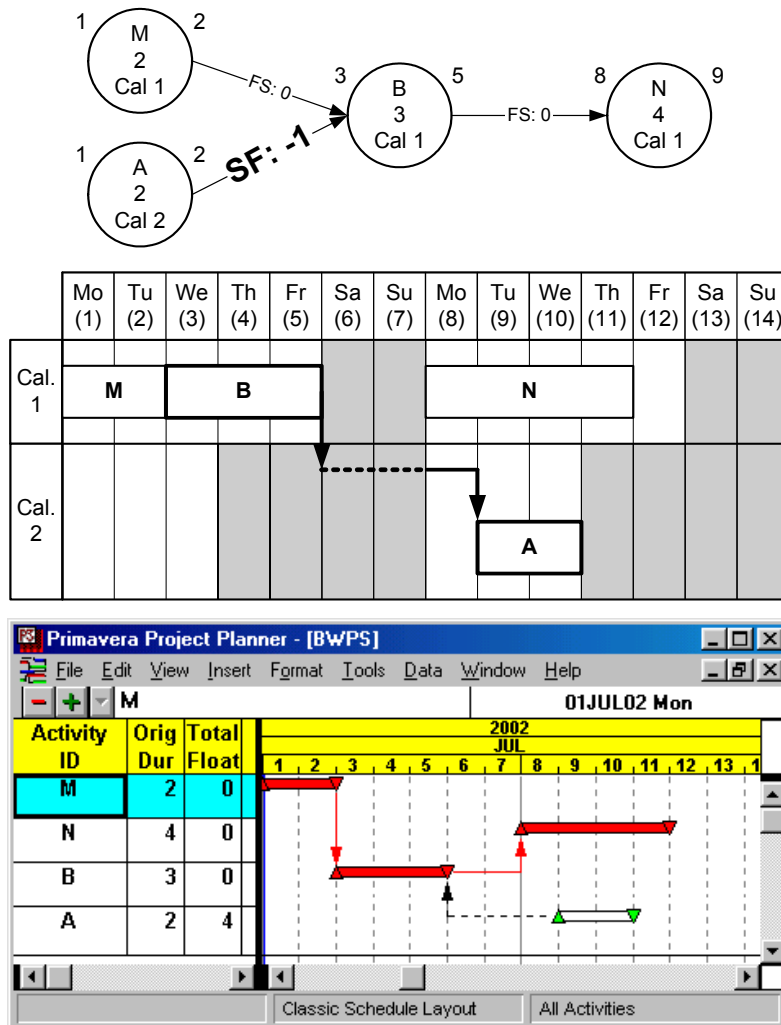 1 M 2
2
Cal 1
FS: 0
3 B 5
3
Cal 1
FS: 0
8 N 9
4
Cal 1
1 A 2
2
Cal 2
SF: -1
Mo Tu We Th Fr Sa Su Mo Tu We Th Fr Sa Su
(1) (2) (3) (4) (5) (6) (7) (8) (9) (10) (11) (12) (13) (14)
Cal. 1
M B N
Cal. 2
A
Primavera Project Planner - [BWPS]
File Edit View Insert Format Tools Data Window Help
M 01JUL02 Mon
Activity ID Orig Dur Total Float
2002
JUL
1 2 3 4 5 6 7 8 9 10 11 12 13 1
M 2 0
N 4 0
B 3 0
A 2 4
Classic Schedule Layout All Activities